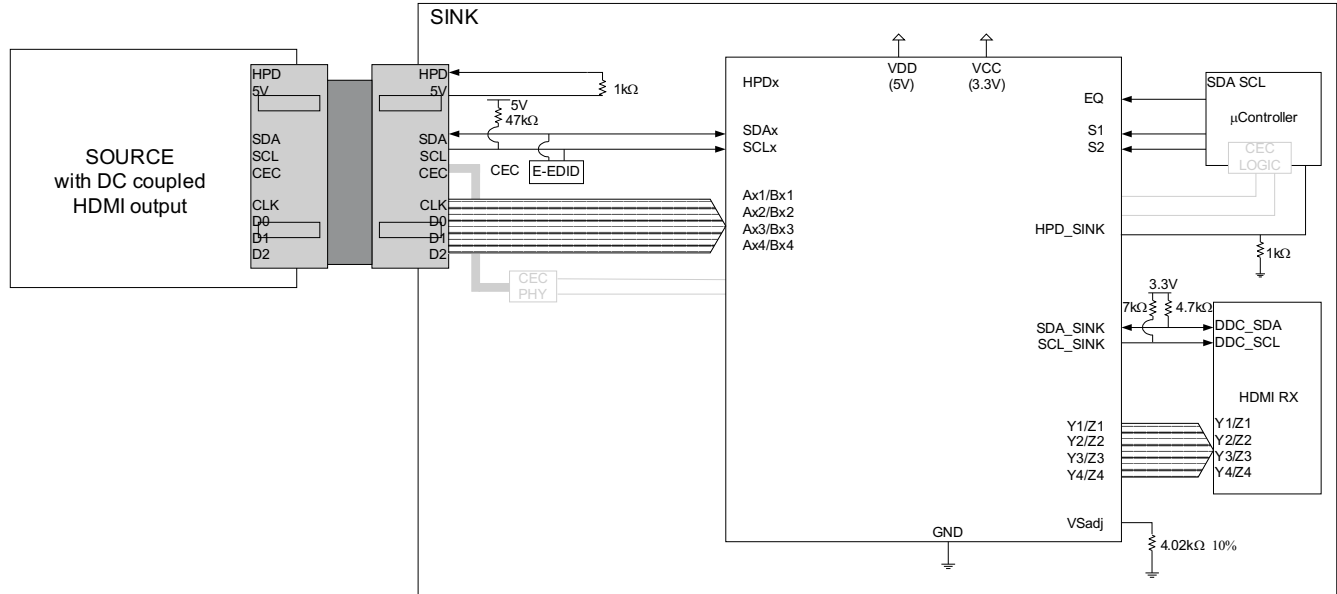 SINK
HPD
5V
SDA
SCL
CEC
CLK
D0
D1
D2
SOURCE
with DC coupled
HDMI output
HPD
5V
SDA
SCL
CEC
CLK
D0
D1
D2
1kΩ
5V
47kΩ
CEC
E-EDID
CEC
PHY
VDD
(5V)
VCC
(3.3V)
HPDx
SDAx
SCLx
Ax1/Bx1
Ax2/Bx2
Ax3/Bx3
Ax4/Bx4
EQ
S1
S2
HPD_SINK
SDA_SINK
SCL_SINK
Y1/Z1
Y2/Z2
Y3/Z3
Y4/Z4
VSadj
GND
SDA SCL
µController
CEC
LOGIC
1kΩ
3.3V
7kΩ 4.7kΩ
DDC_SDA
DDC_SCL
HDMI RX
Y1/Z1
Y2/Z2
Y3/Z3
Y4/Z4
4.02kΩ 10%